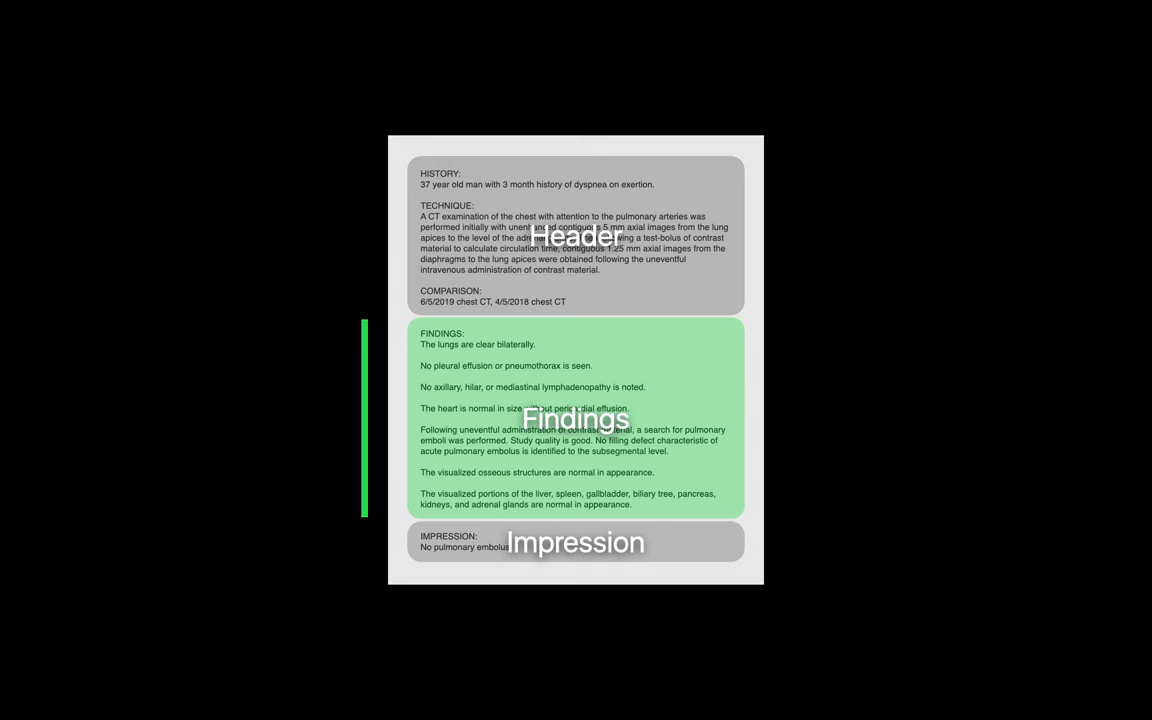 HISTORY:
37 year old man with 3 month history of dyspnea on exertion.
TECHNIQUE:
A CT examination of the chest with attention to the pulmonary arteries was
performed initially with unenhanced contiguous 5 mm axial images from the lung
apices to the level of the adrenal wing a test-bolus of contrast
Header
material to calculate circulation time, contiguous 1.25 mm axial images from the
diaphragms to the lung apices were obtained following the uneventful
intravenous administration of contrast material.
COMPARISON:
6/5/2019 chest CT, 4/5/2018 chest CT
FINDINGS:
The lungs are clear bilaterally.
No pleural effusion or pneumothorax is seen.
No axillary, hilar, or mediastinal lymphadenopathy is noted.
The heart is normal in size without pericardial effusion.
Findings
Following uneventful administration of contrast material, a search for pulmonary
emboli was performed. Study quality is good. No filling defect characteristic of
acute pulmonary embolus is identified to the subsegmental level.
The visualized osseous structures are normal in appearance.
The visualized portions of the liver, spleen, gallbladder, biliary tree, pancreas,
kidneys, and adrenal glands are normal in appearance.
IMPRESSION:
No pulmonary embolus
Impression